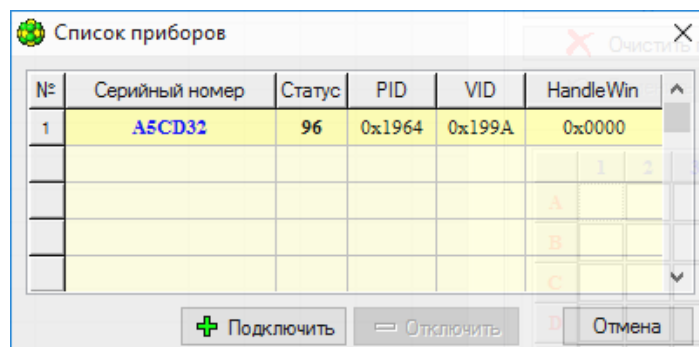 Список приборов
Очистить
№ Серийный номер Статус PID VID HandleWin
1 A5CD32 96 0x1964 0x199A 0x0000
1 2 3
A
B
C
D
Подключить Отключить Отмена